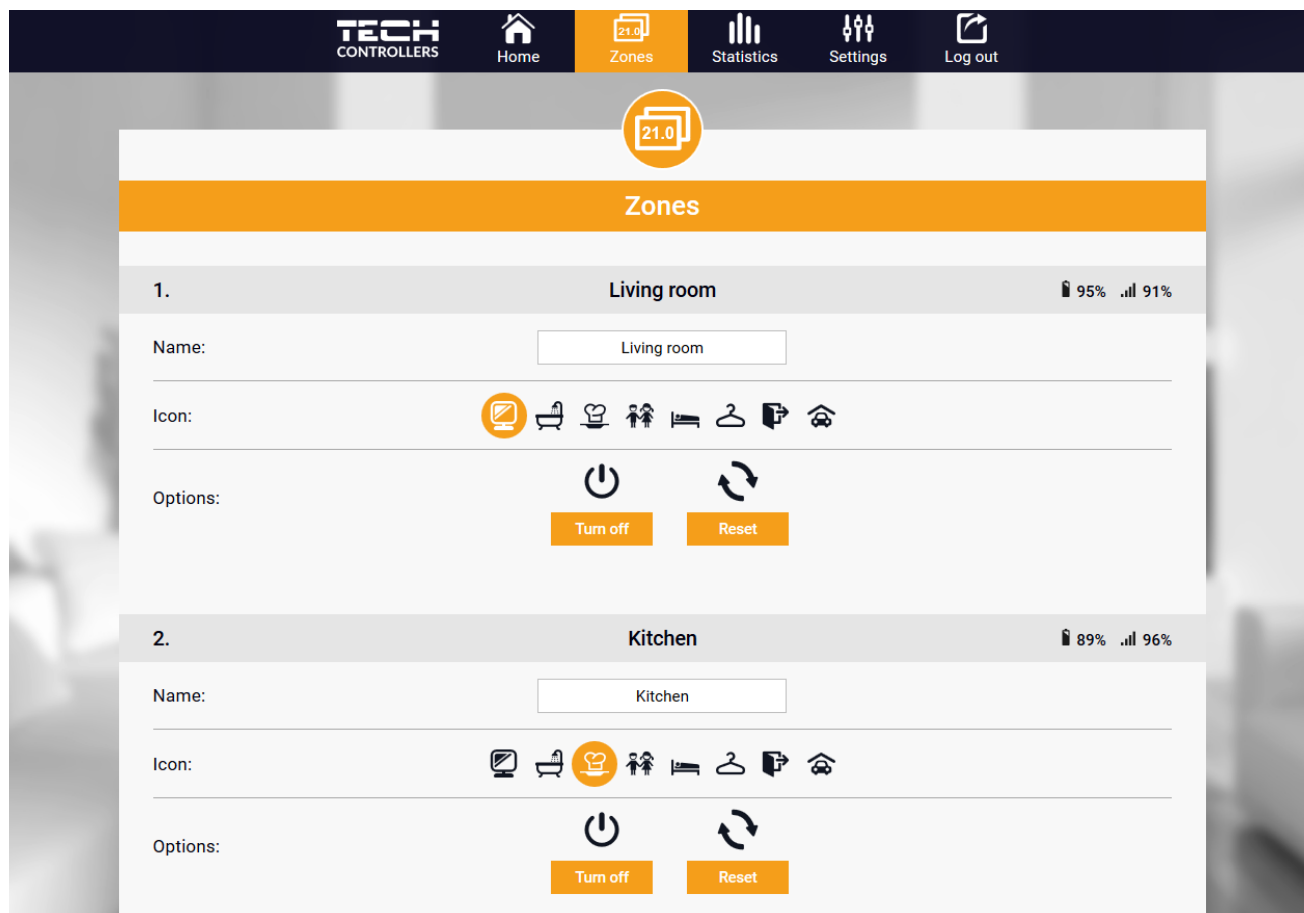 TECH
CONTROLLERS
Home
21.0
Zones
Statistics
Settings
Log out
21.0
Zones
1.
Living room
95%
91%
Name:
Living room
Icon:
Options:
Turn off
Reset
2.
Kitchen
89%
96%
Name:
Kitchen
Icon:
Options:
Turn off
Reset